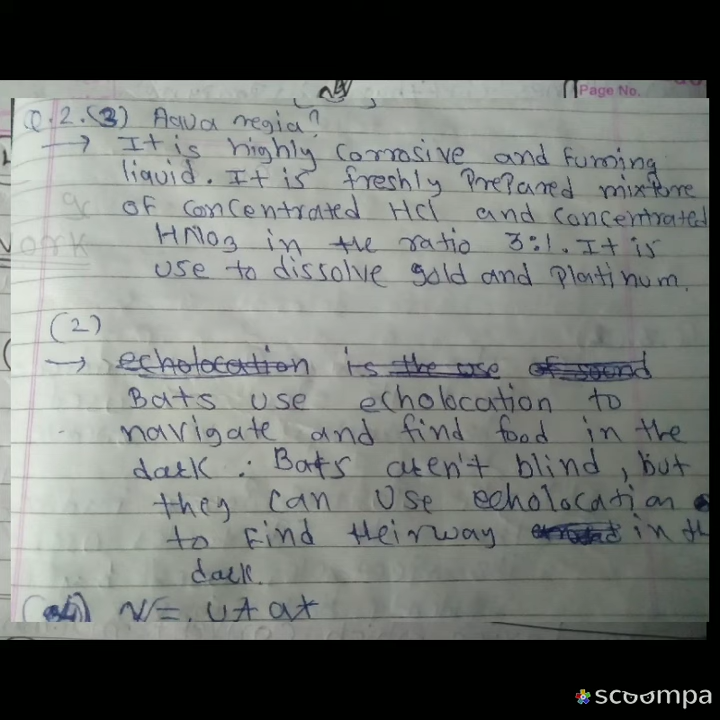 Page No.
Q.2.(3) Aqua regia?
→ It is highly corrosive and fuming
liquid. It is freshly prepared mixture
of concentrated HCl and concentrated
HNO3 in the ratio 3:1. It is
use to dissolve gold and platinum.
(2)
→ echolocation is the use of sound
Bats use echolocation to
navigate and find food in the
dark. Bats aren't blind, but
they can use echolocation
to find theirway in th
dark.
v=u+at
scoompa